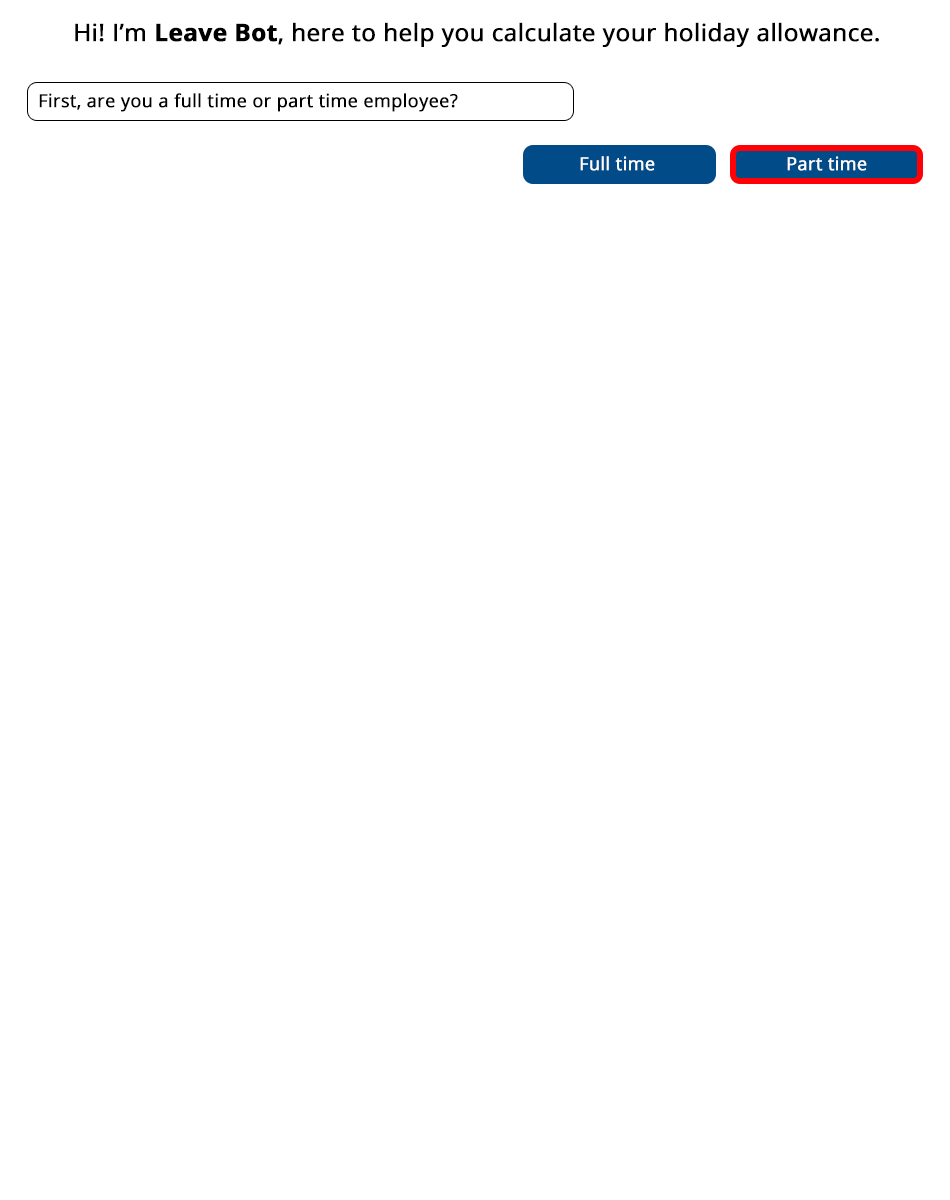 Hi! I’m Leave Bot, here to help you calculate your holiday allowance.
First, are you a full time or part time employee?
Full time
Part time